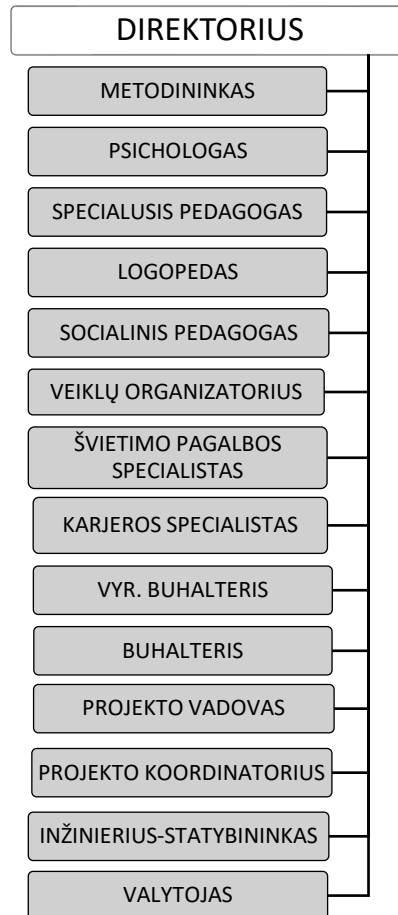 DIREKTORIUS
METODININKAS
PSICHOLOGAS
SPECIALUSIS PEDAGOGAS
LOGOPEDAS
SOCIALINIS PEDAGOGAS
VEIKLŲ ORGANIZATORIUS
ŠVIETIMO PAGALBOS
SPECIALISTAS
KARJEROS SPECIALISTAS
VYR. BUHALTERIS
BUHALTERIS
PROJEKTO VADOVAS
PROJEKTO KOORDINATORIUS
INŽINIERIUS-STATYBININKAS
VALYTOJAS